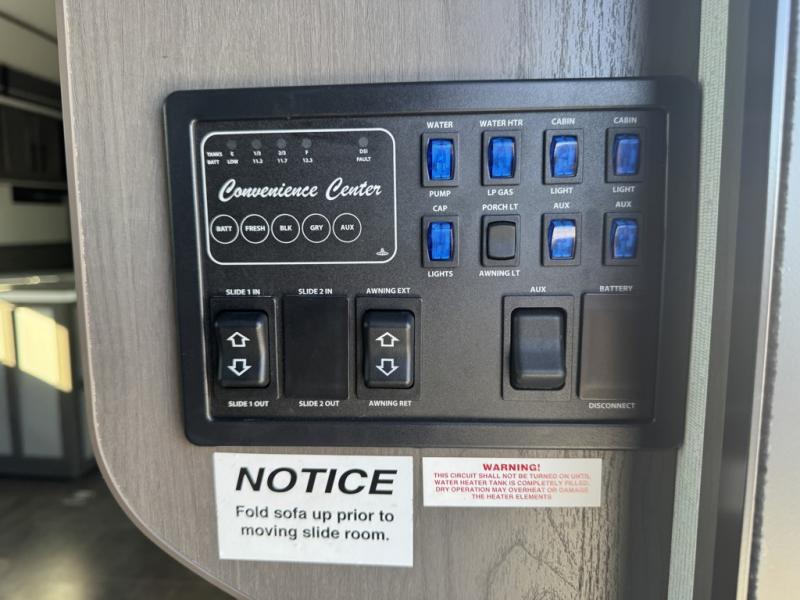 TANKS E 1/3 2/3 F DSI
BATT LOW 11.2 11.7 12.3 FAULT
Convenience Center
BATT FRESH BLK GRY AUX
WATER WATER HTR CABIN CABIN
PUMP LP GAS LIGHT LIGHT
CAP PORCH LT AUX AUX
LIGHTS AWNING LT
SLIDE 1 IN SLIDE 2 IN AWNING EXT AUX BATTERY
SLIDE 1 OUT SLIDE 2 OUT AWNING RET DISCONNECT
NOTICE
Fold sofa up prior to
moving slide room.
WARNING!
THIS CIRCUIT SHALL NOT BE TURNED ON UNTIL
WATER HEATER TANK IS COMPLETELY FILLED.
DRY OPERATION MAY OVERHEAT OR DAMAGE
THE HEATER ELEMENTS